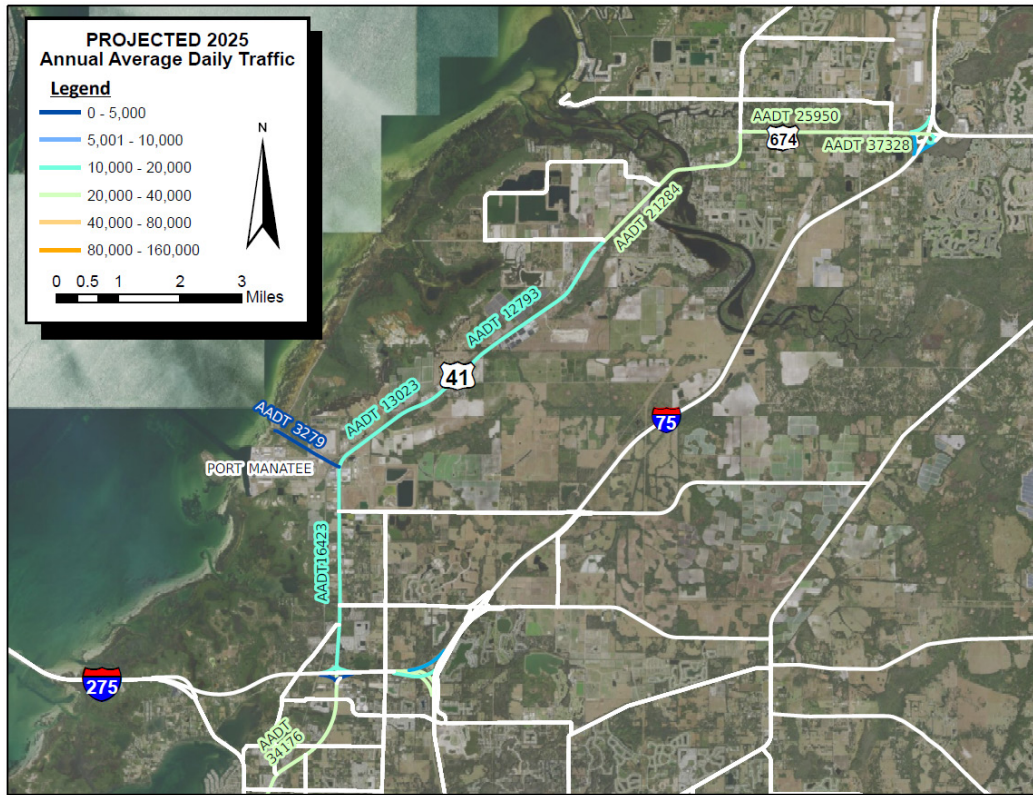 PROJECTED 2025
Annual Average Daily Traffic
Legend
0 - 5,000
5,001 - 10,000
10,000 - 20,000
20,000 - 40,000
40,000 - 80,000
80,000 - 160,000
N
0 0.5 1 2 3
Miles
AADT 25950
674
AADT 37328
AADT 21284
AADT 12793
41
AADT 13023
75
AADT 3279
PORT MANATEE
AADT16423
275
AADT
34176